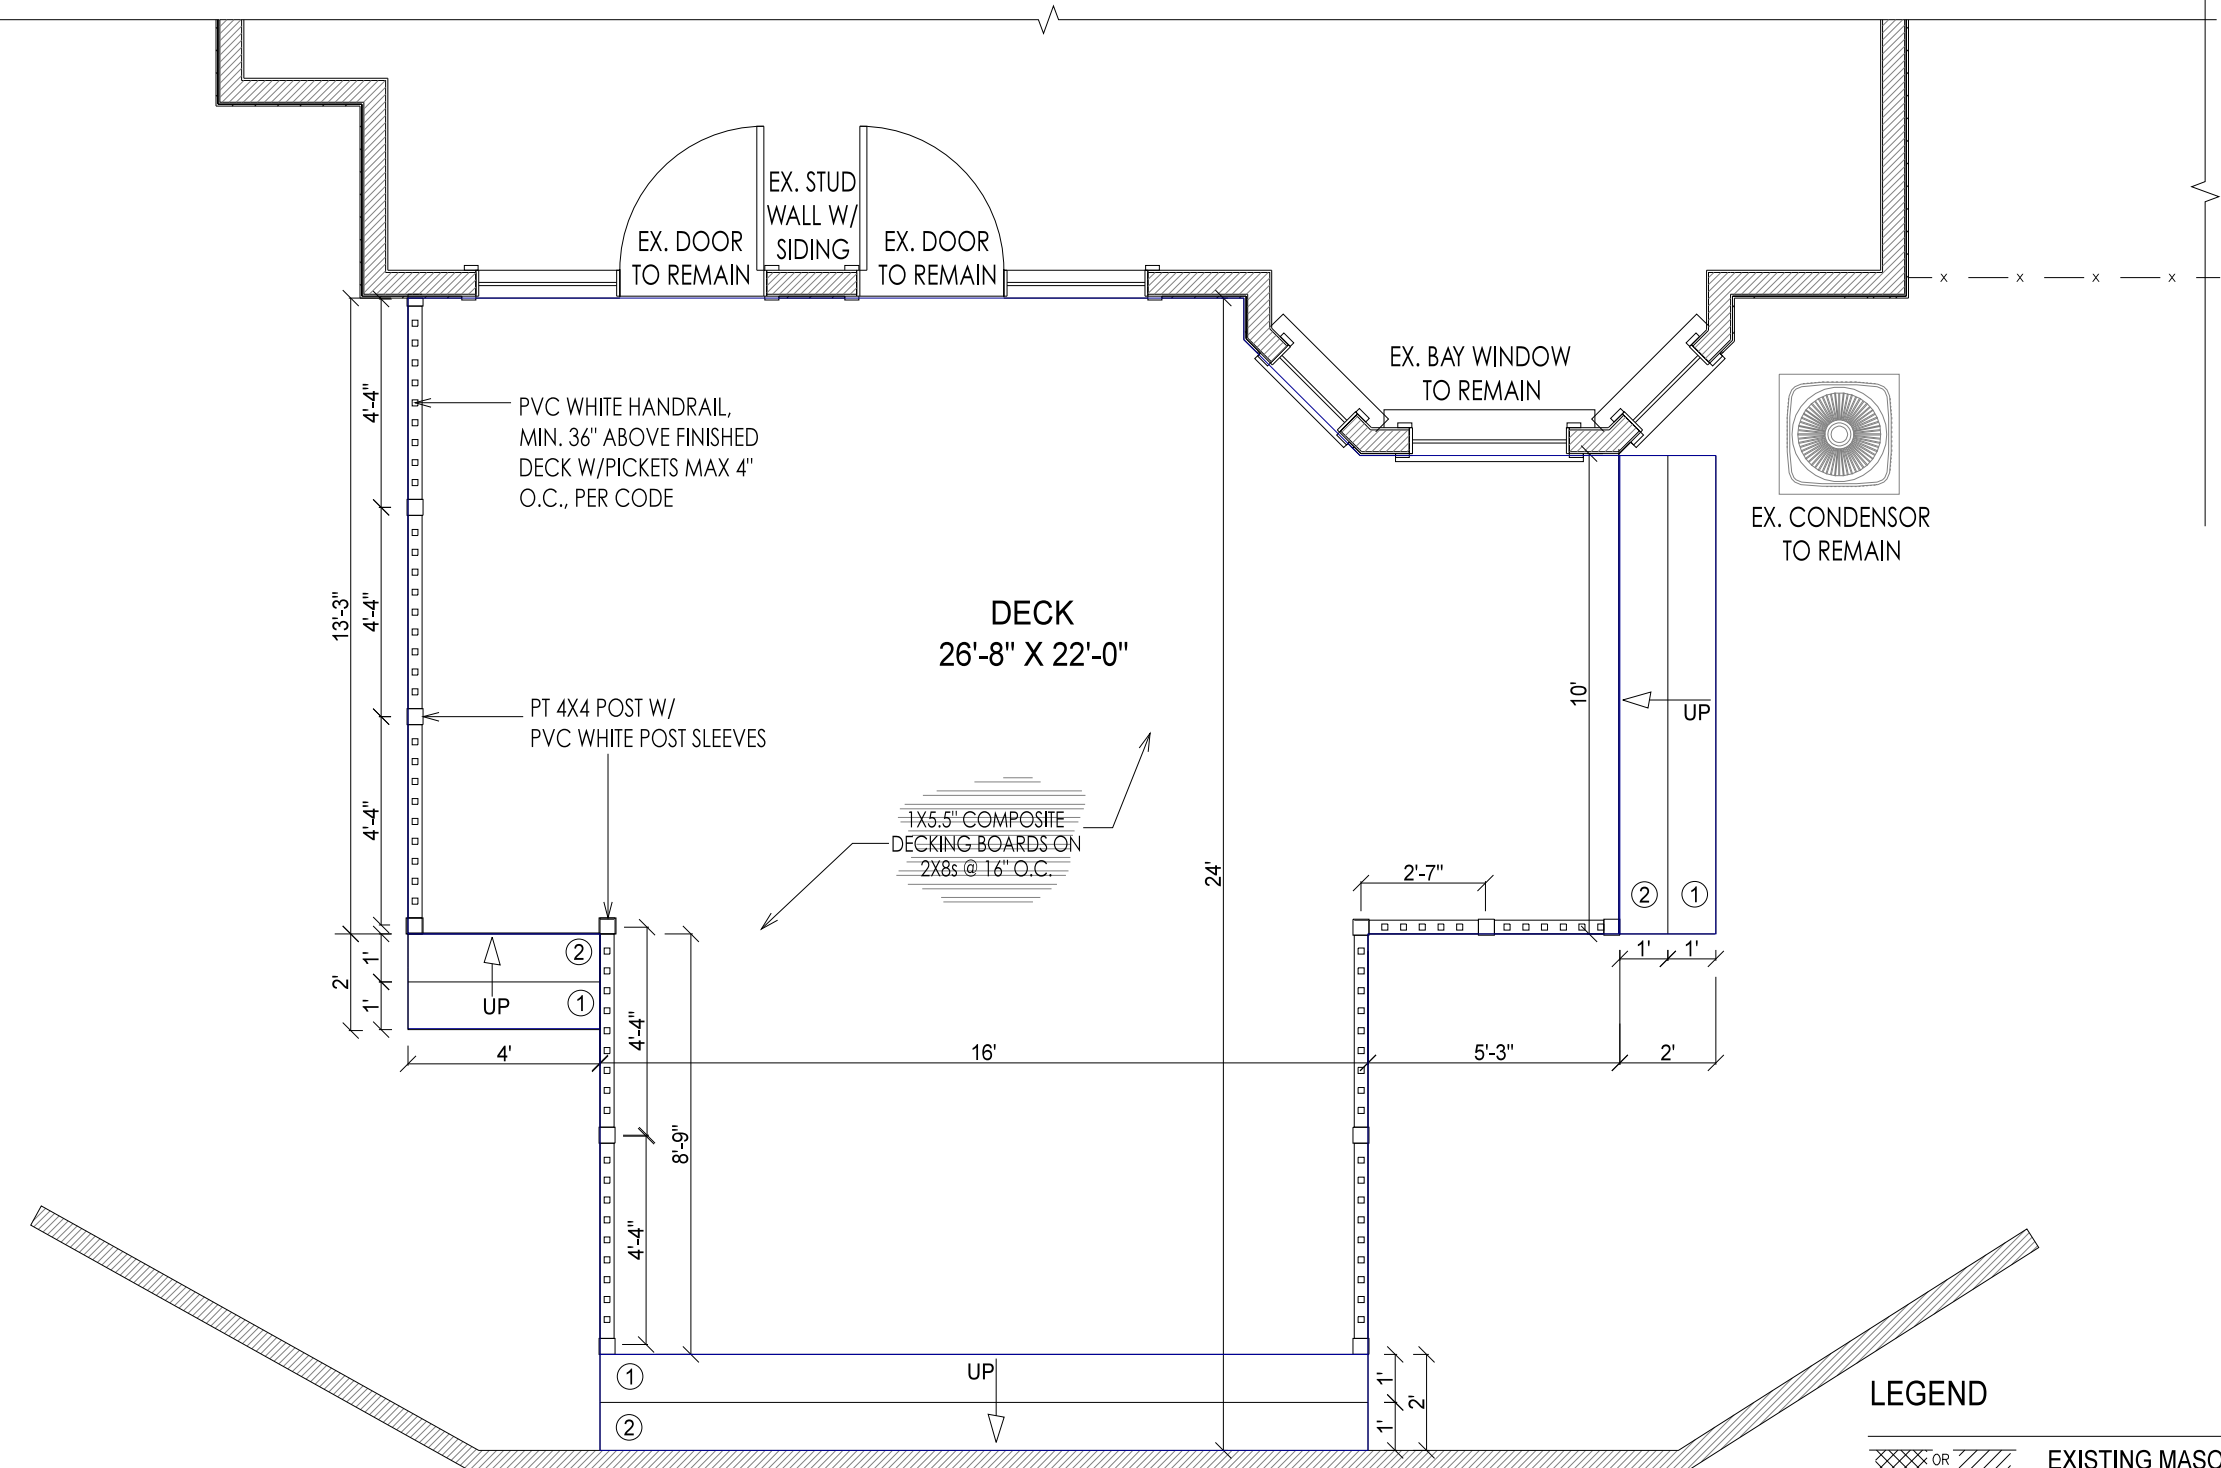 EX. STUD
WALL W/
SIDING
EX. DOOR
TO REMAIN
EX. DOOR
TO REMAIN
x
x
x
x
EX. BAY WINDOW
TO REMAIN
4'-4"
PVC WHITE HANDRAIL,
MIN. 36" ABOVE FINISHED
DECK W/PICKETS MAX 4"
O.C., PER CODE
EX. CONDENSOR
TO REMAIN
13'-3"
4'-4"
DECK
26'-8" X 22'-0"
10'
UP
PT 4X4 POST W/
PVC WHITE POST SLEEVES
4'-4"
1X5.5" COMPOSITE
DECKING BOARDS ON
2X8s @ 16" O.C.
24'
2'-7"
2
1
2
1'
1'
1'
2'
1'
UP
1
4'-4"
4'
16'
5'-3"
2'
8'-9"
4'-4"
1
UP
1'
2'
2
1'
LEGEND
OR
EXISTING MASO